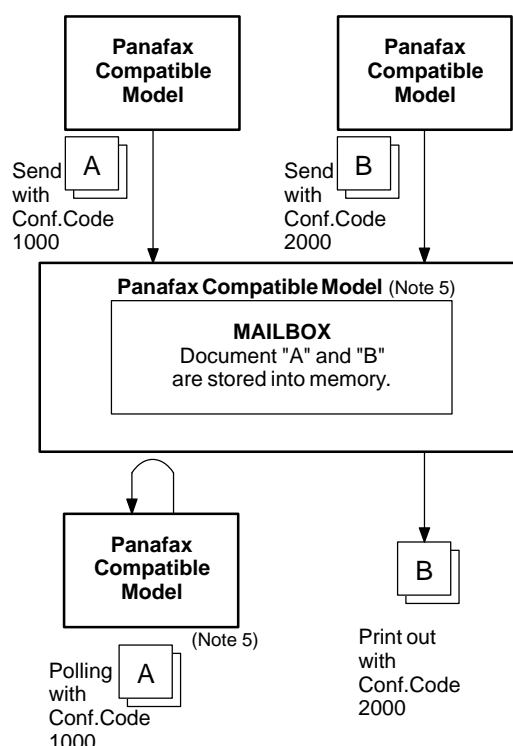 Panafax
Compatible
Model
Panafax
Compatible
Model
A
Send
with
Conf.Code
1000
B
Send
with
Conf.Code
2000
Panafax Compatible Model (Note 5)
MAILBOX
Document "A" and "B"
are stored into memory.
Panafax
Compatible
Model
(Note 5)
Polling
with
Conf.Code
1000
A
B
Print out
with
Conf.Code
2000